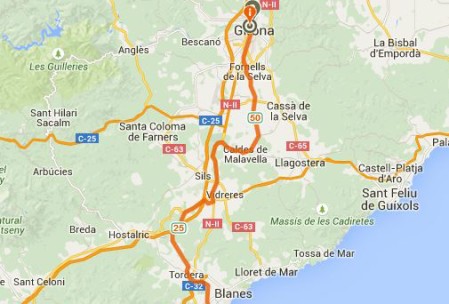 N-II
Girona
Bescanó
La Bisbal
d'Empordà
Anglès
Les Guilleries
Fornells
de la Selva
N-II
Cassà de
la Selva
Sant Hilari
Sacalm
50
C-25
Santa Coloma
de Farners
C-25
C-63
C-65
Caldes de
Malavella
Llagostera
Castell-Platja
d'Aro
Arbúcies
Sils
Sant Feliu
de Guíxols
Vidreres
Massís de les Cadiretes
Breda
Hostalric
25
N-II
C-63
Tossa de Mar
Sant Celoni
Tordera
Lloret de Mar
C-32
Blanes